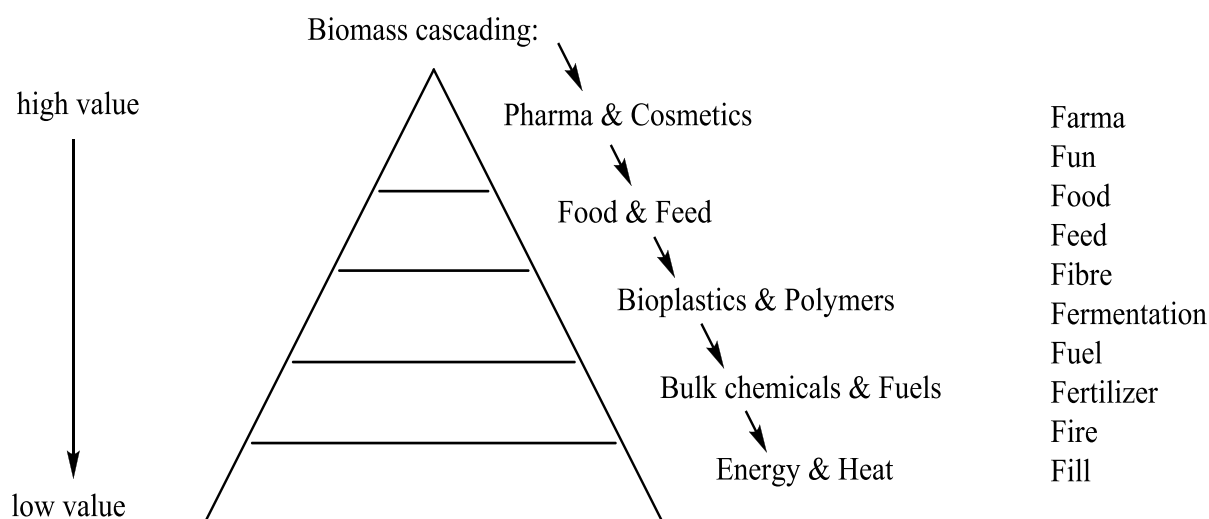 Biomass cascading:
high value
Pharma & Cosmetics
Food & Feed
Bioplastics & Polymers
Bulk chemicals & Fuels
Energy & Heat
low value
Farma
Fun
Food
Feed
Fibre
Fermentation
Fuel
Fertilizer
Fire
Fill